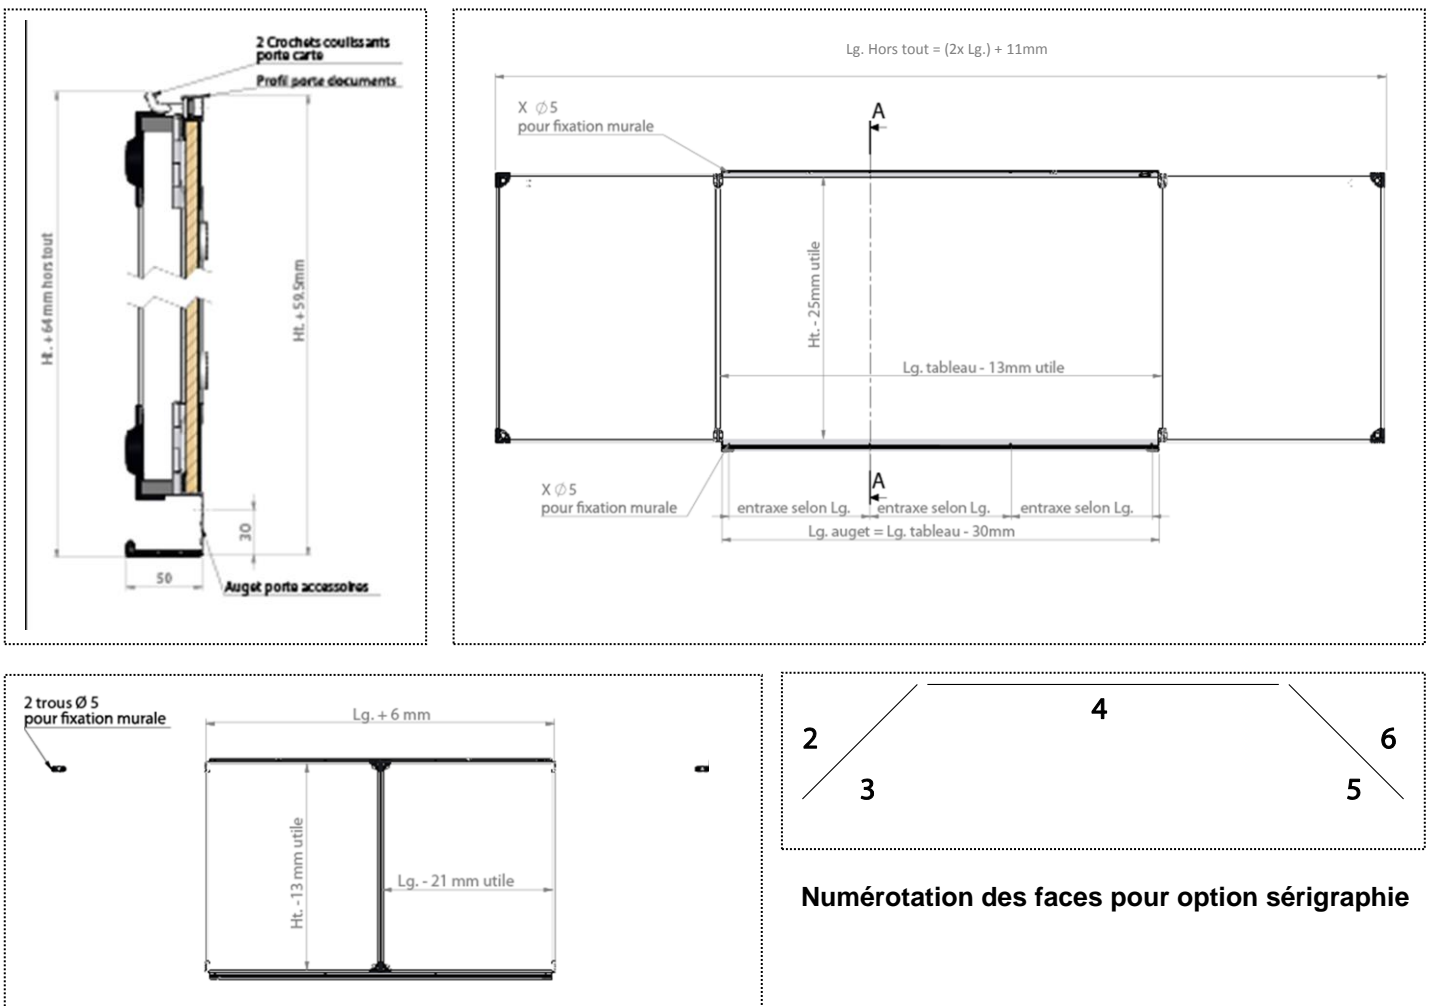 2 Crochets coulissants
porte carte
Profil porte documents
Ht. + 64 mm hors tout
Ht. + 59,5mm
30
50
Auget porte accessoires
Lg. Hors tout = (2x Lg.) + 11mm
X ∅5
pour fixation murale
A
Ht. - 25mm utile
Lg. tableau - 13mm utile
X ∅5
pour fixation murale
A
entraxe selon Lg.
entraxe selon Lg.
entraxe selon Lg.
Lg. auget = Lg. tableau - 30mm
2 trous Ø 5
pour fixation murale
Lg. + 6 mm
Ht. - 13 mm utile
Lg. - 21 mm utile
4
2
6
3
5
Numérotation des faces pour option sérigraphie